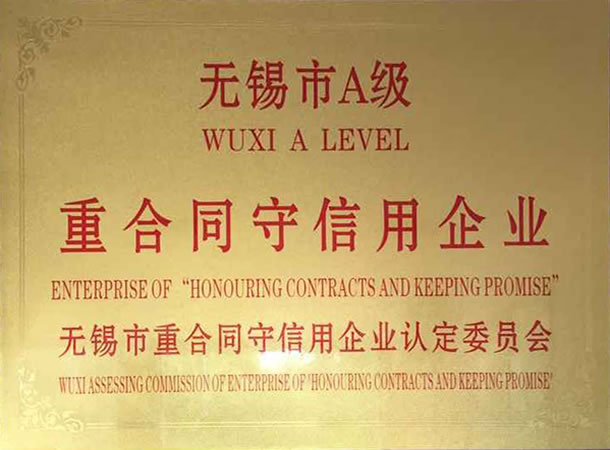 无锡市A级
WUXI A LEVEL
重合同守信用企业
ENTERPRISE OF “HONOURING CONTRACTS AND KEEPING PROMISE”
无锡市重合同守信用企业认定委员会
WUXI ASSESSING COMMISSION OF ENTERPRISE OF "HONOURING CONTRACTS AND KEEPING PROMISE"